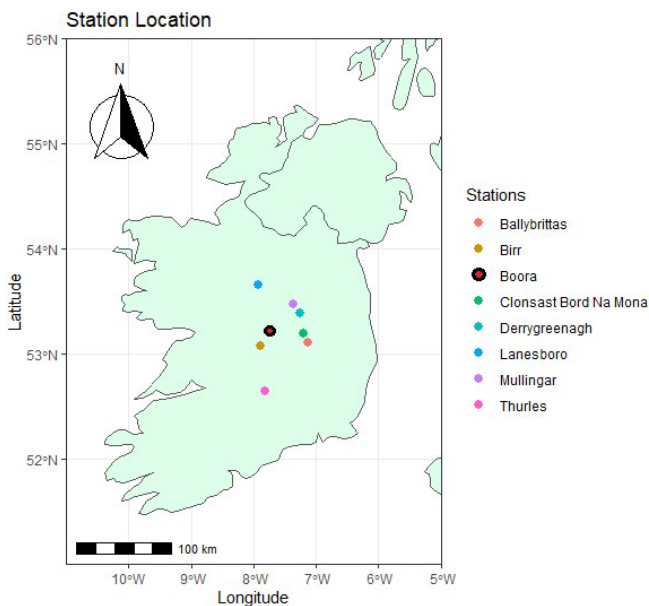 Station Location
56°N
55°N
54°N
53°N
52°N
Latitude
N
100 km
10°W
9°W
8°W
7°W
6°W
5°W
Longitude
Stations
Ballybrittas
Birr
Boora
Clonsast Bord Na Mona
Derrygreenagh
Lanesboro
Mullingar
Thurles